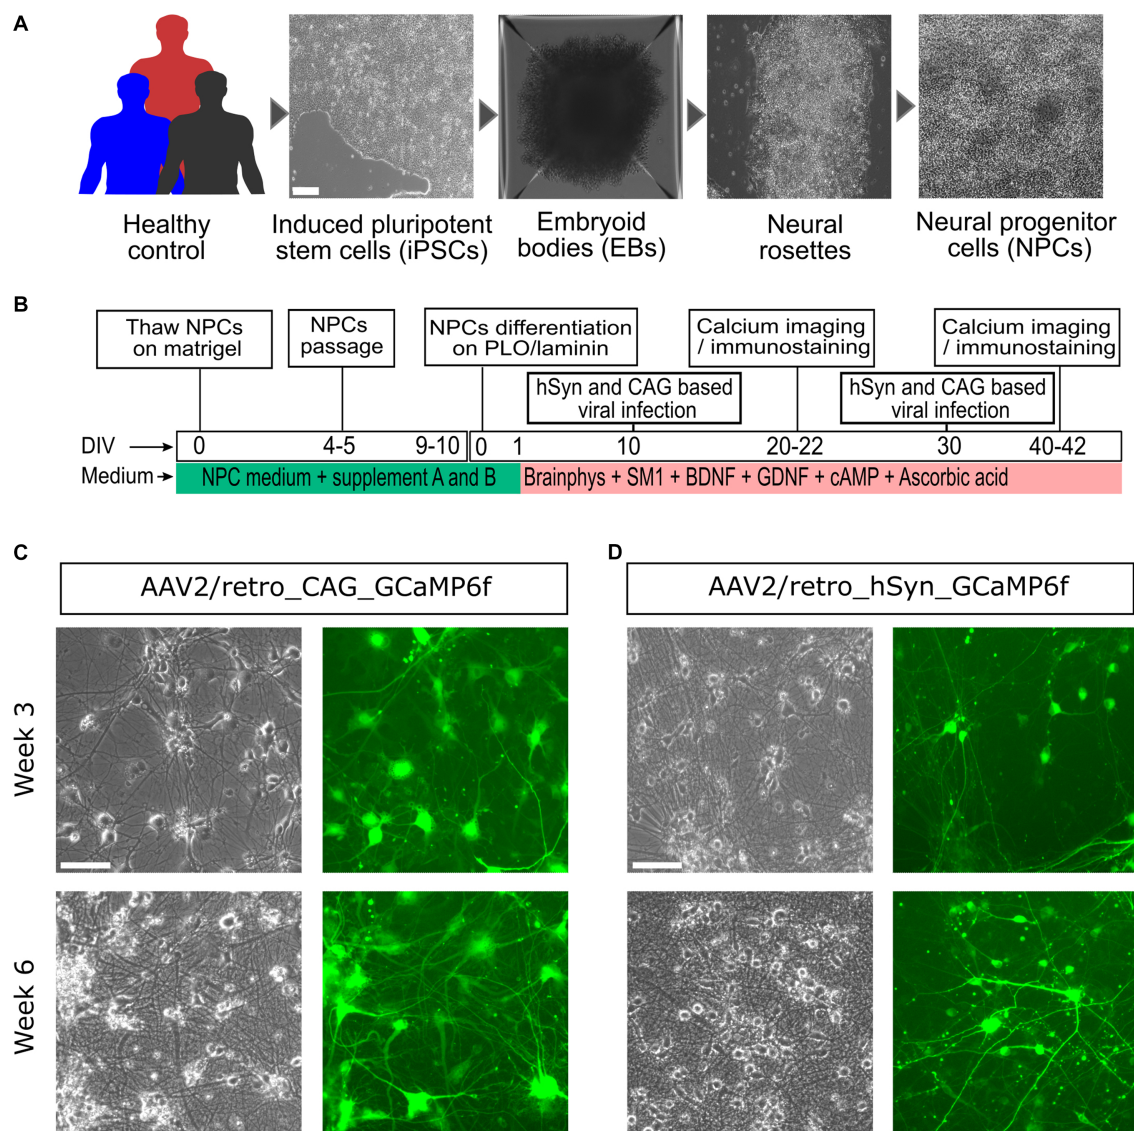 A
Healthy
control
Induced pluripotent
stem cells (iPSCs)
Embryoid
bodies (EBs)
Neural
rosettes
Neural progenitor
cells (NPCs)
B
Thaw NPCs
on matrigel
NPCs
passage
NPCs differentiation
on PLO/laminin
Calcium imaging
/ immunostaining
Calcium imaging
/ immunostaining
hSyn and CAG based
viral infection
hSyn and CAG based
viral infection
DIV 0 4-5 9-10 0 1 10 20-22 30 40-42
Medium NPC medium + supplement A and B Brainphys + SM1 + BDNF + GDNF + cAMP + Ascorbic acid
C
AAV2/retro_CAG_GCaMP6f
D
AAV2/retro_hSyn_GCaMP6f
Week 3
Week 6